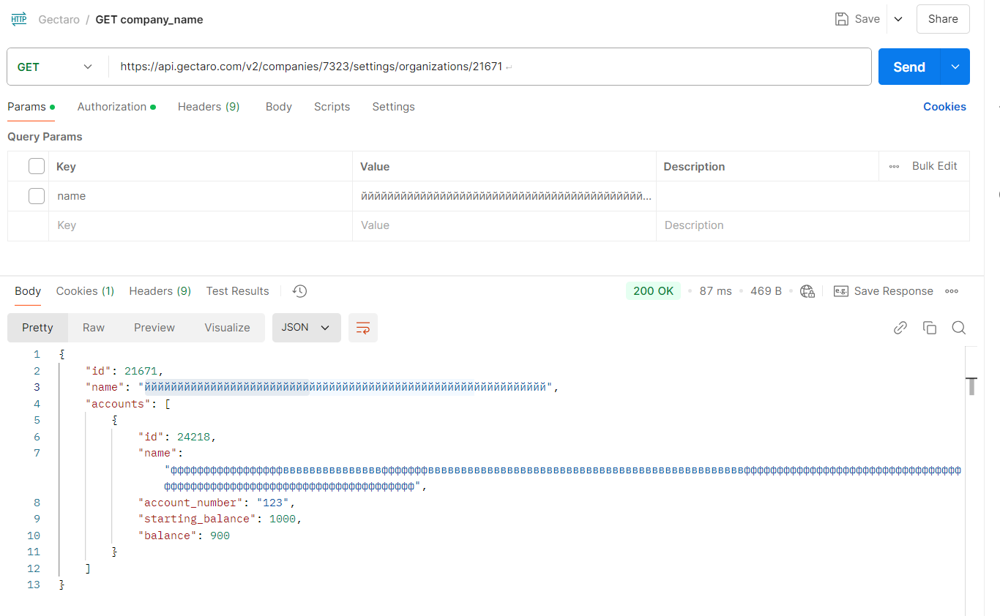 HTTP Gectaro / GET company_name Save Share
GET https://api.gectaro.com/v2/companies/7323/settings/organizations/21671 Send
Params Authorization Headers (9) Body Scripts Settings Cookies
Query Params
Key Value Description Bulk Edit
name ййййййййййййййййййййййййййййййййййййййййййй...
Key Value Description
Body Cookies (1) Headers (9) Test Results 200 OK 87 ms 469 B e.g. Save Response
Pretty Raw Preview Visualize JSON
1 {
2 "id": 21671,
3 "name": "ййййййййййййййййййййййййййййййййййййййййййййййййййййййййййййй",
4 "accounts": [
5 {
6 "id": 24218,
7 "name":
"фффффффффффффффффвввввввввввввввфффффффввввввввввввввввввввввввввввввввввввввввввввввввффффффффффффффффффффффффффффффффф
фффффффффффффффффффффффффффффффффффффф",
8 "account_number": "123",
9 "starting_balance": 1000,
10 "balance": 900
11 }
12 ]
13 }